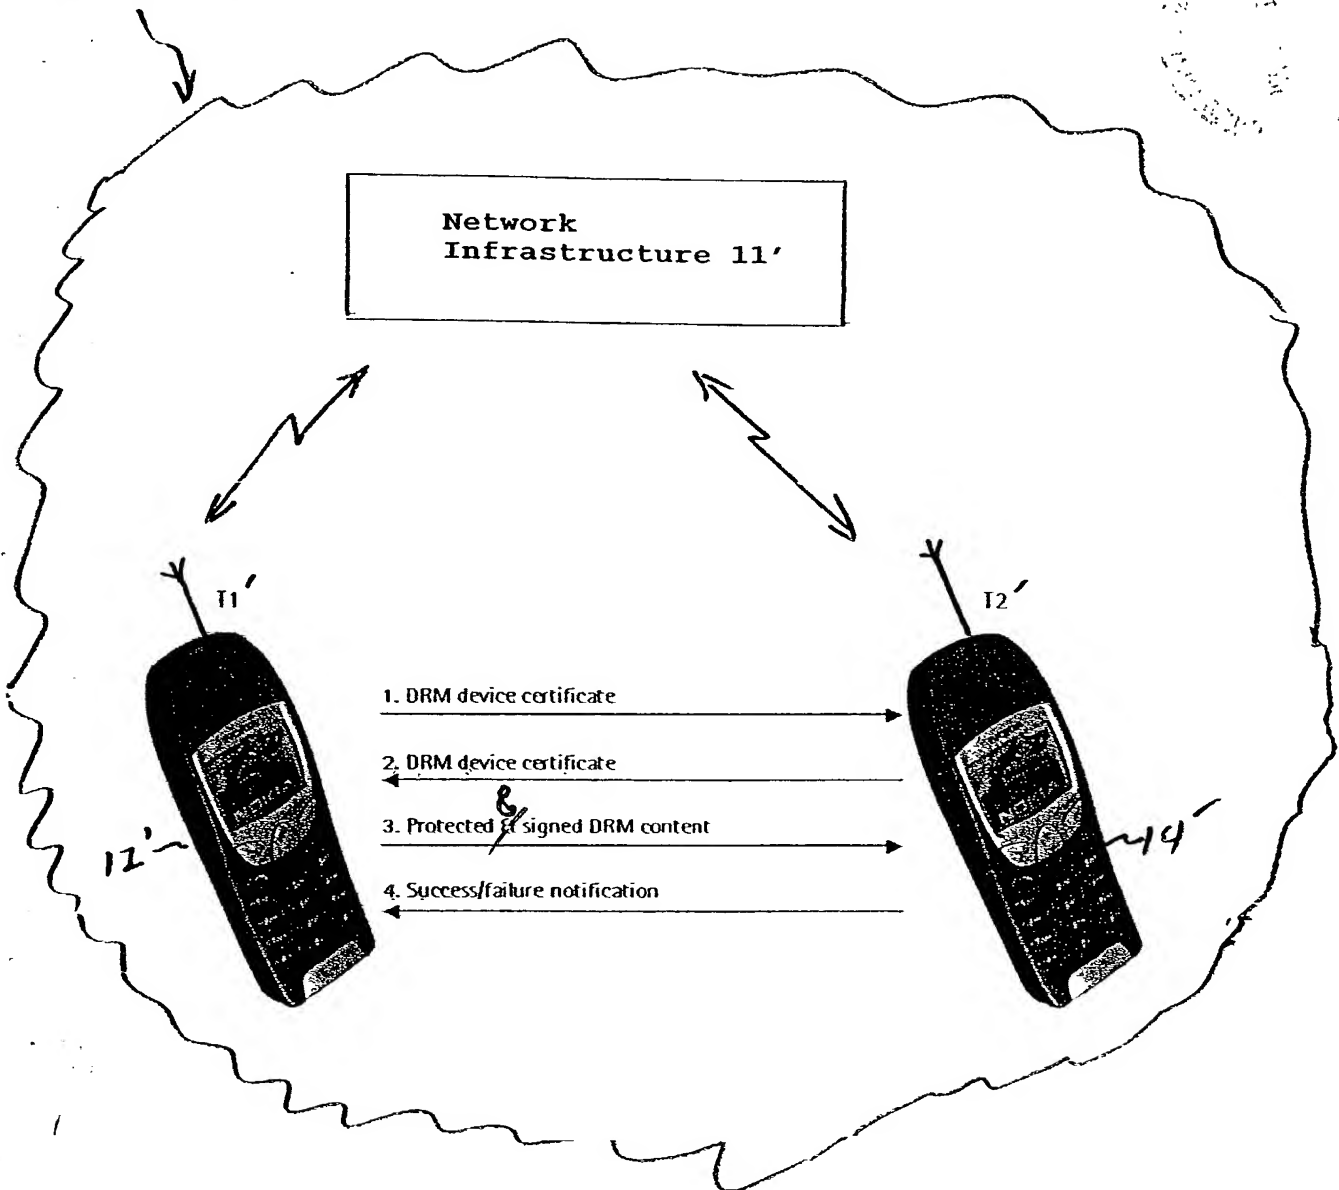 Network
Infrastructure 11'
T1'
T2'
1. DRM device certificate
2. DRM device certificate
3. Protected & signed DRM content
12'
14'
4. Success/failure notification